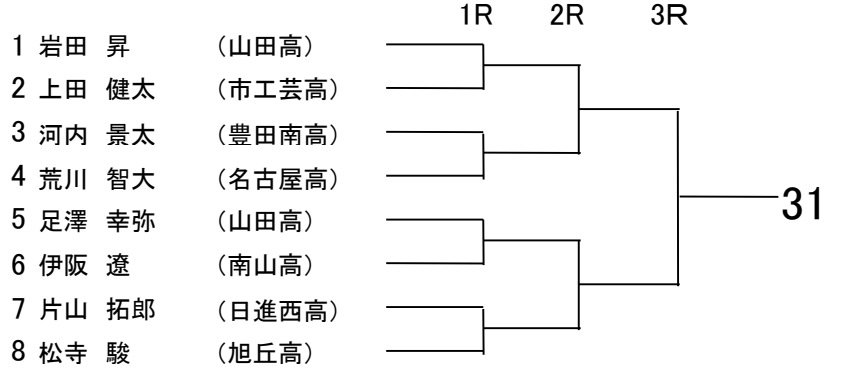 1R 2R 3R
1 岩田 昇 （山田高）
2 上田 健太 （市工芸高）
3 河内 景太 （豊田南高）
4 荒川 智大 （名古屋高）
5 足澤 幸弥 （山田高）
6 伊阪 遼 （南山高）
7 片山 拓郎 （日進西高）
8 松寺 駿 （旭丘高）
31